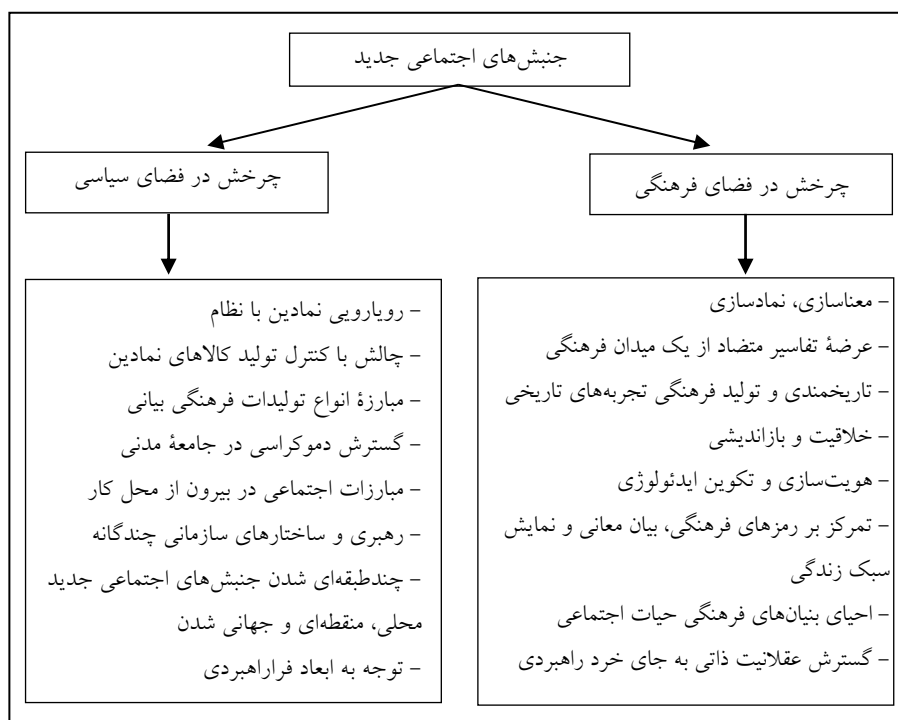 جنبش‌های اجتماعی جدید
چرخش در فضای فرهنگی
– معناسازی، نمادسازی
– عرضهٔ تفاسیر متضاد از یک میدان فرهنگی
– تاریخمندی و تولید فرهنگی تجربه‌های تاریخی
– خلاقیت و بازاندیشی
– هویت‌سازی و تکوین ایدئولوژی
– تمرکز بر رمزهای فرهنگی، بیان معانی و نمایش
سبک زندگی
– احیای بنیان‌های فرهنگی حیات اجتماعی
– گسترش عقلانیت ذاتی به جای خرد راهبردی
چرخش در فضای سیاسی
– رویارویی نمادین با نظام
– چالش با کنترل تولید کالاهای نمادین
– مبارزهٔ انواع تولیدات فرهنگی بیانی
– گسترش دموکراسی در جامعهٔ مدنی
– مبارزات اجتماعی در بیرون از محل کار
– رهبری و ساختارهای سازمانی چندگانه
– چندطبقه‌ای شدن جنبش‌های اجتماعی جدید
محلی، منقطه‌ای و جهانی شدن
– توجه به ابعاد فراراهبردی